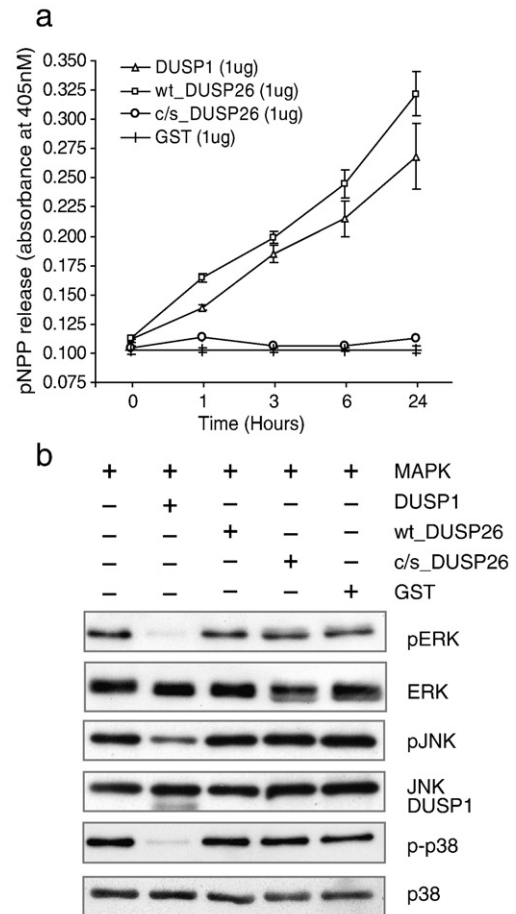 a
pNPP release (absorbance at 405nM)
0.350
0.325
0.300
0.275
0.250
0.225
0.200
0.175
0.150
0.125
0.100
0.075
DUSP1 (1ug)
wt_DUSP26 (1ug)
c/s_DUSP26 (1ug)
GST (1ug)
0 1 3 6 24
Time (Hours)
b
+ + + + + MAPK
– + – – – DUSP1
– – + – – wt_DUSP26
– – – + – c/s_DUSP26
– – – – + GST
pERK
ERK
pJNK
JNK
DUSP1
p-p38
p38